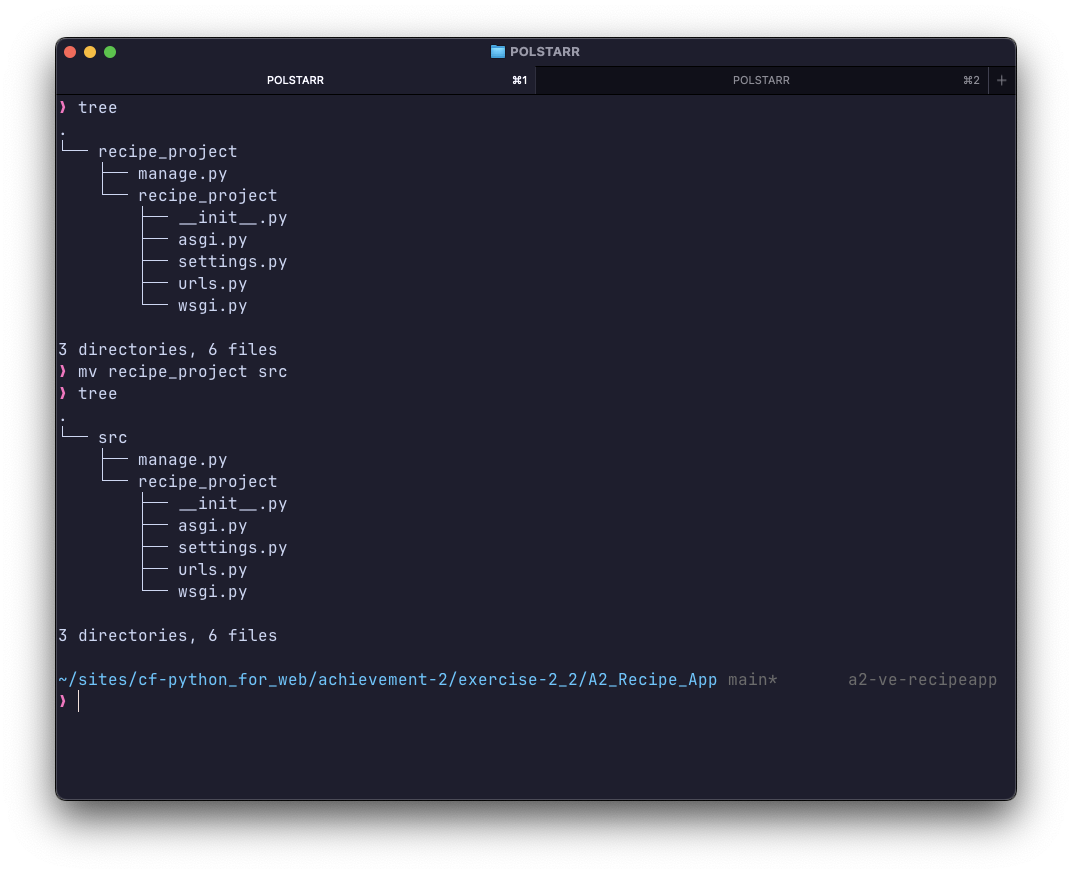 POLSTARR
POLSTARR ⌘1 POLSTARR ⌘2 +
❯ tree
.
└── recipe_project
    ├── manage.py
    └── recipe_project
        ├── __init__.py
        ├── asgi.py
        ├── settings.py
        ├── urls.py
        └── wsgi.py
3 directories, 6 files
❯ mv recipe_project src
❯ tree
.
└── src
    ├── manage.py
    └── recipe_project
        ├── __init__.py
        ├── asgi.py
        ├── settings.py
        ├── urls.py
        └── wsgi.py
3 directories, 6 files
~/sites/cf-python_for_web/achievement-2/exercise-2_2/A2_Recipe_App main* a2-ve-recipeapp
❯